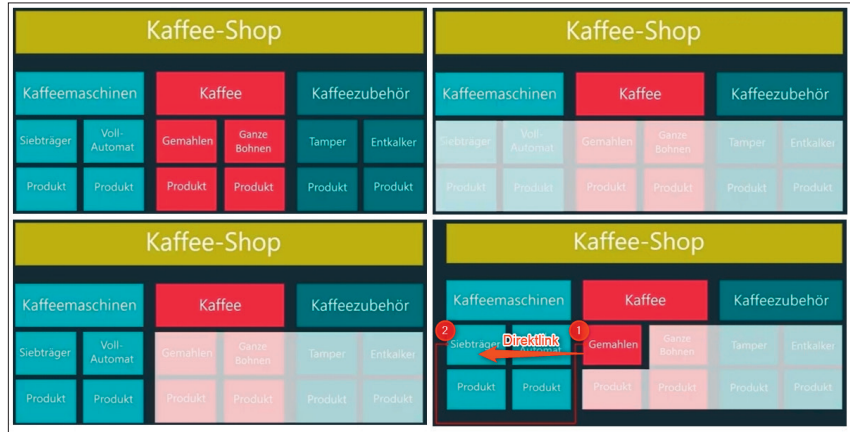 Kaffee-Shop
Kaffeemaschinen Kaffee Kaffeezubehör
Siebträger Voll-Automat Gemahlen Ganze Bohnen Tamper Entkalker
Produkt Produkt Produkt Produkt Produkt Produkt
Kaffee-Shop
Kaffeemaschinen Kaffee Kaffeezubehör
Siebträger Voll-Automat Gemahlen Ganze Bohnen Tamper Entkalker
Produkt Produkt Produkt Produkt Produkt Produkt
Kaffee-Shop
Kaffeemaschinen Kaffee Kaffeezubehör
Siebträger Voll-Automat Gemahlen Ganze Bohnen Tamper Entkalker
Produkt Produkt Produkt Produkt Produkt Produkt
Kaffee-Shop
Kaffeemaschinen Kaffee Kaffeezubehör
2 Direktlink 1
Siebträger Automat Gemahlen Ganze Bohnen Tamper Entkalker
Produkt Produkt Produkt Produkt Produkt Produkt